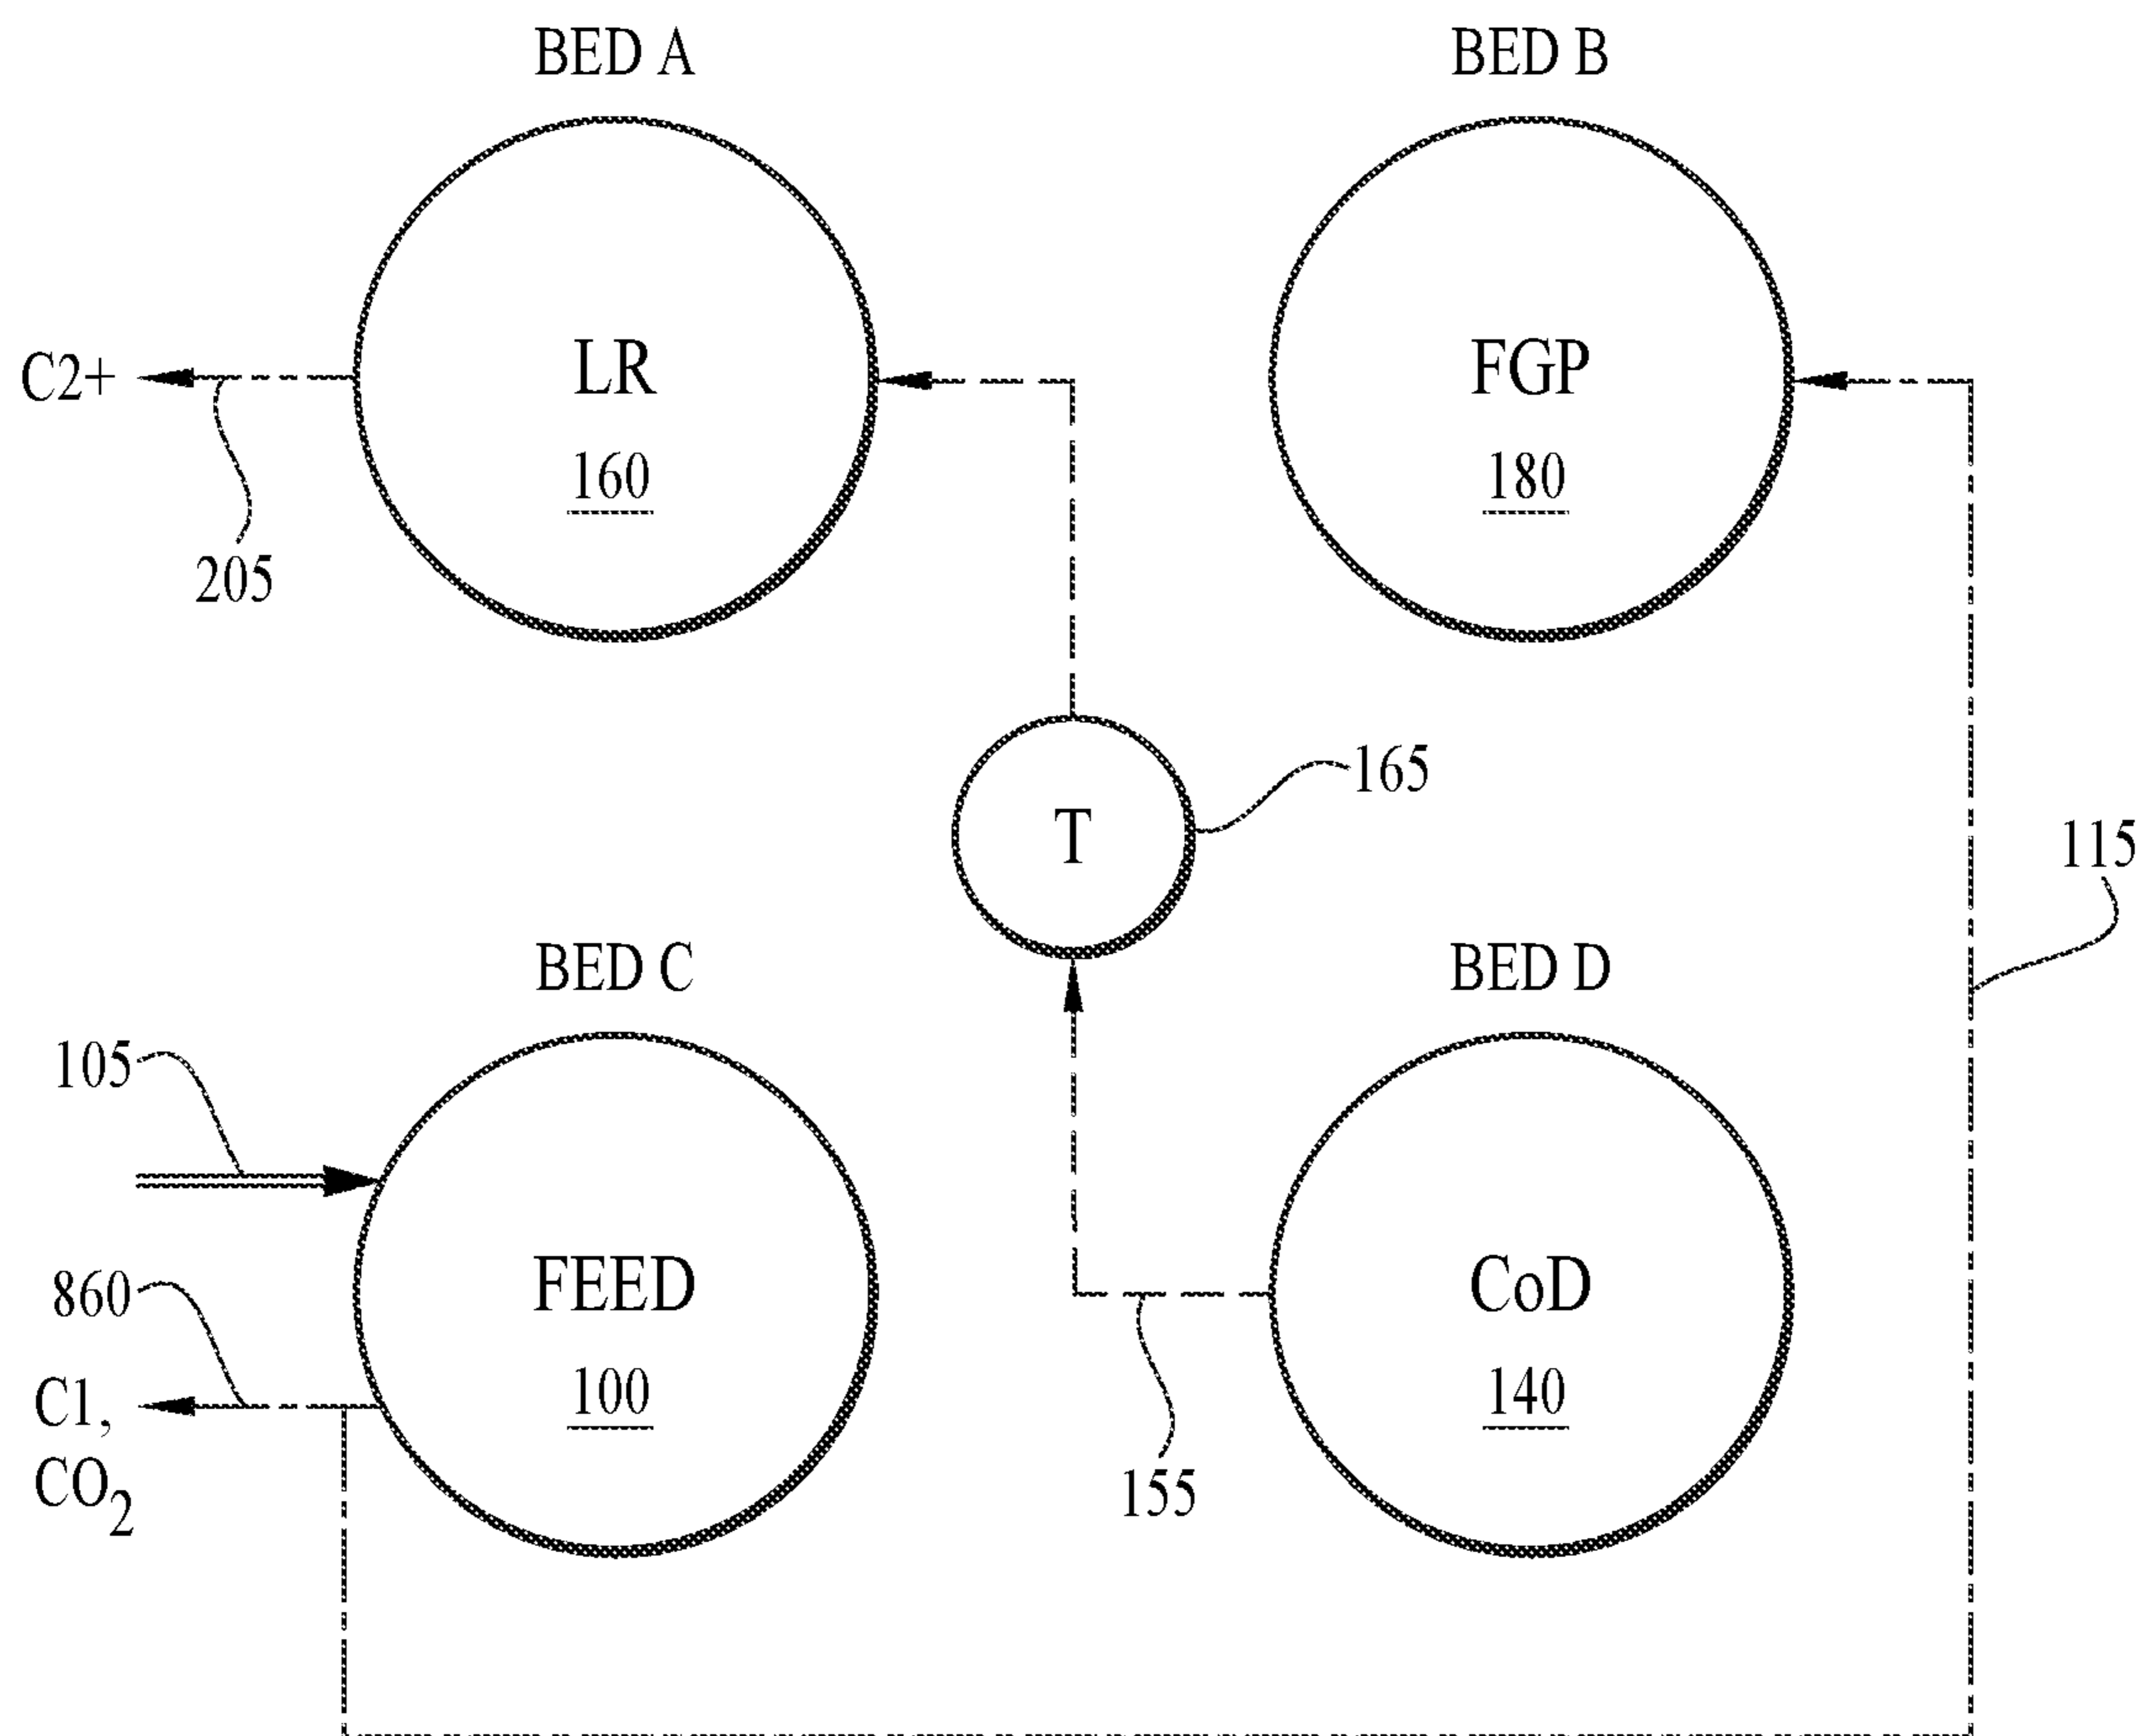 BED A
BED B
C2+
LR
160
FGP
180
205
T
165
115
BED C
BED D
105
860
FEED
100
CoD
140
C1,
CO2
155